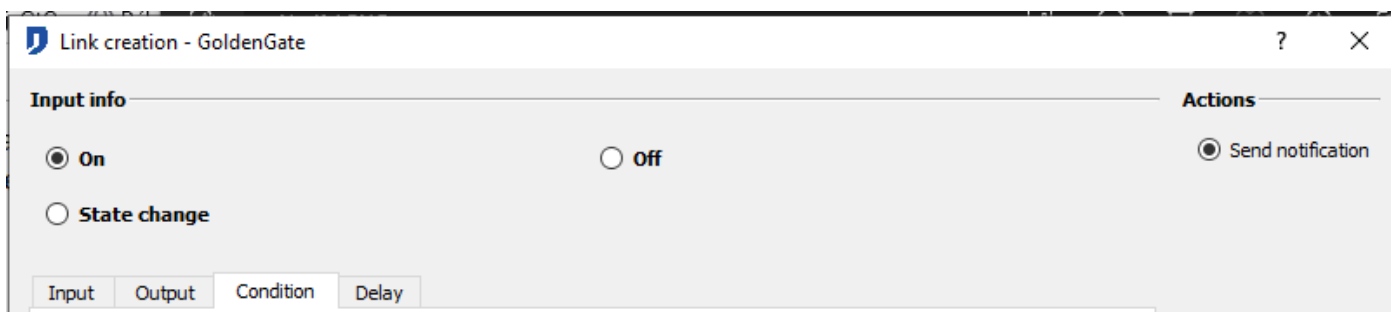 Link creation - GoldenGate
?
Input info
Actions
On
Off
Send notification
State change
Input
Output
Condition
Delay